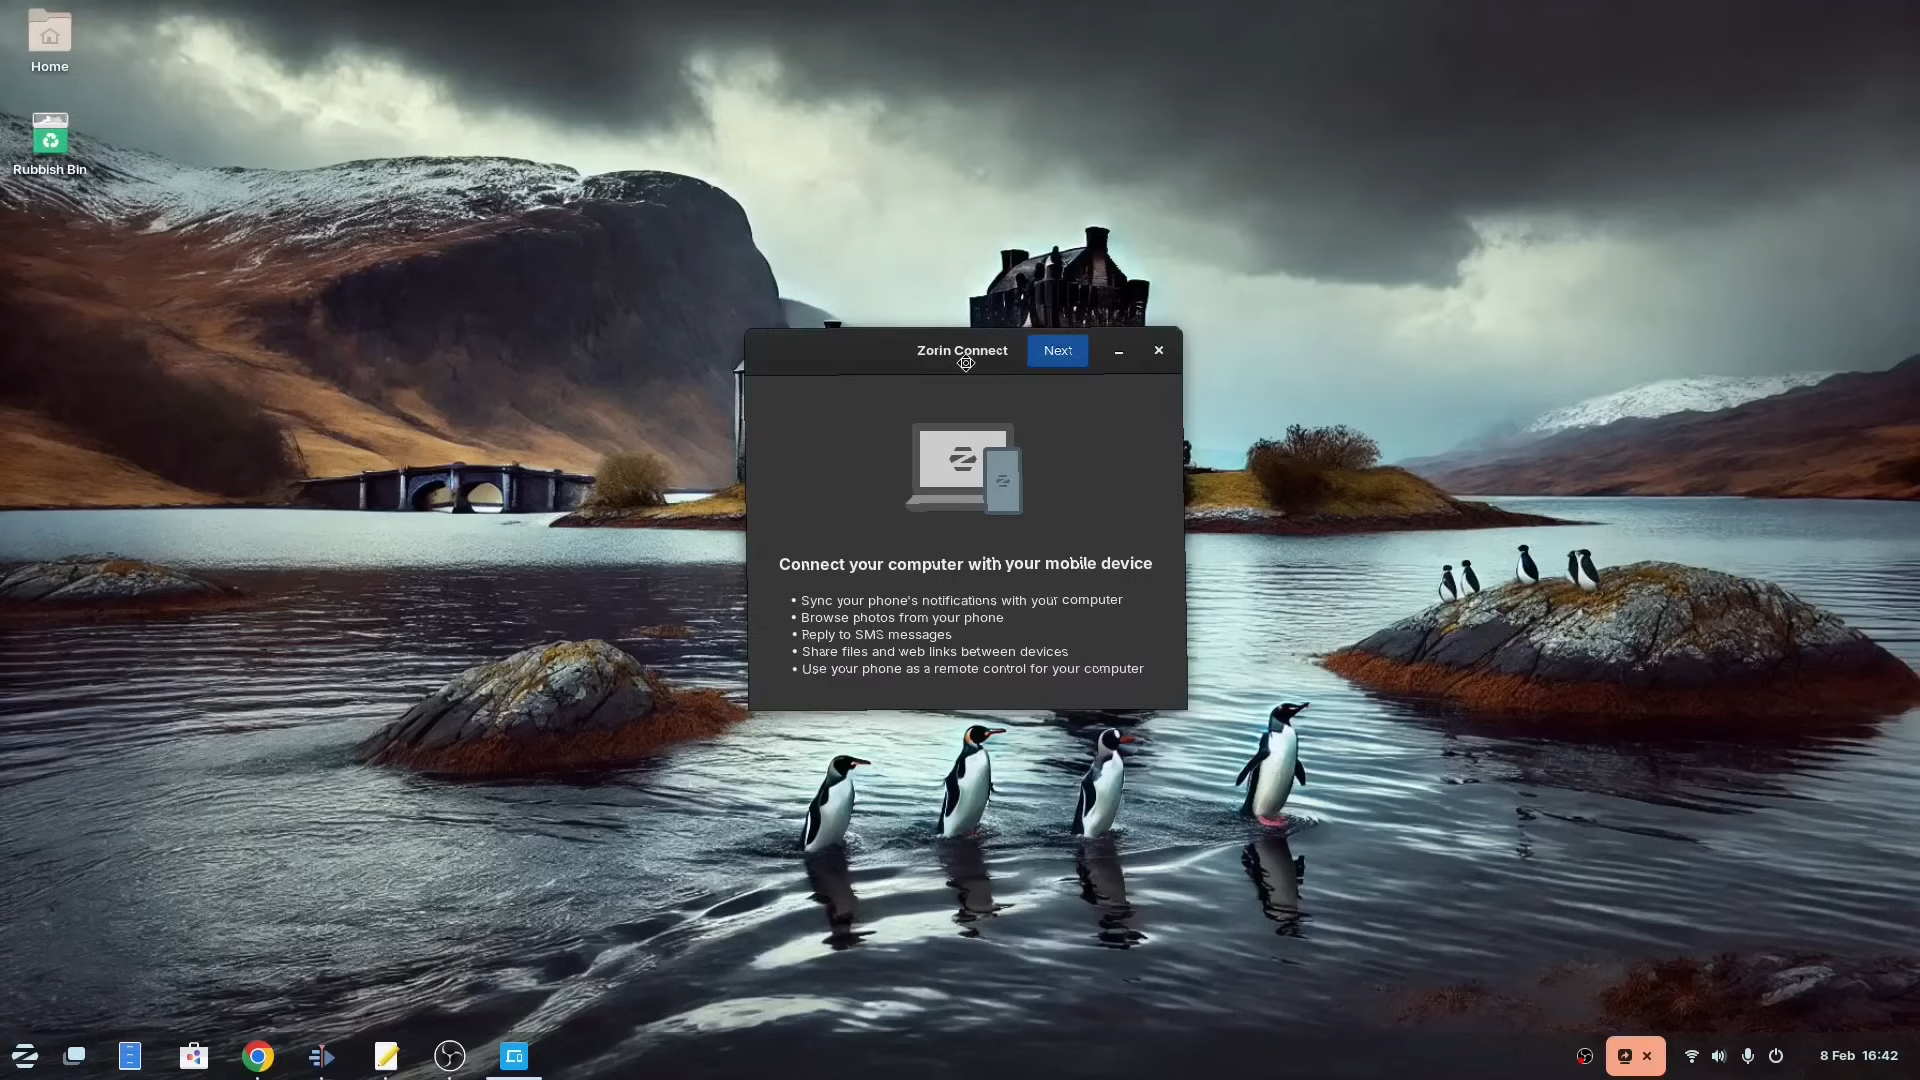 Home
Rubbish Bin
Zorin Connect
Next
Connect your computer with your mobile device
• Sync your phone's notifications with your computer
• Browse photos from your phone
• Reply to SMS messages
• Share files and web links between devices
• Use your phone as a remote control for your computer
8 Feb 16:42